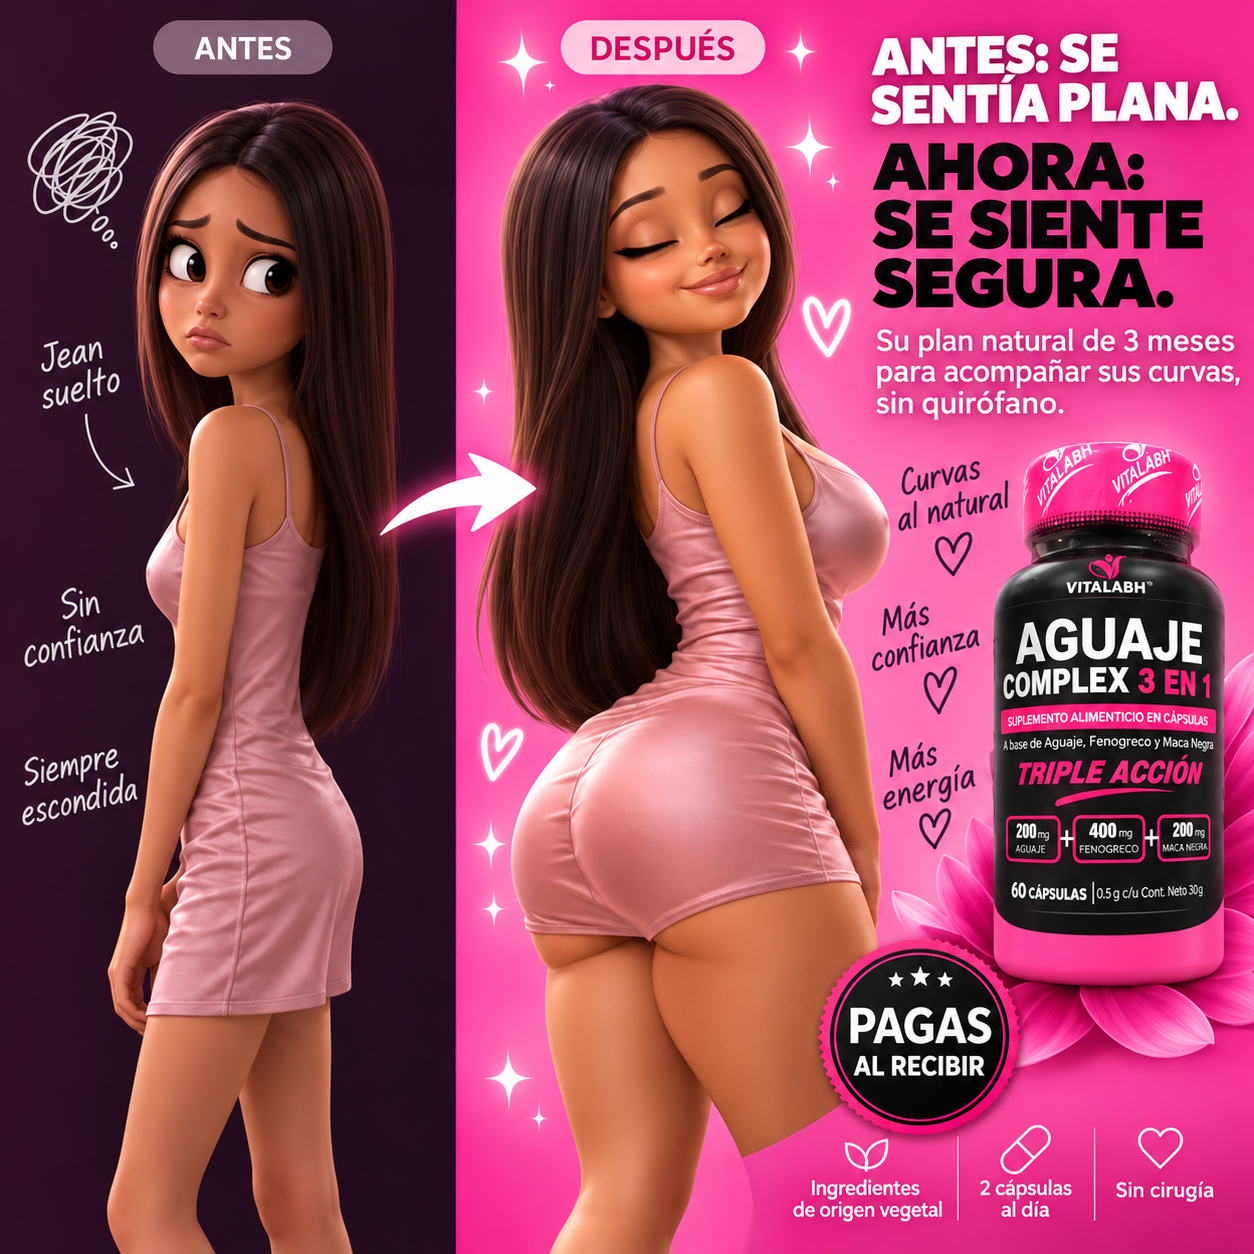 ANTES
DESPUÉS
ANTES: SE
SENTÍA PLANA.
AHORA:
SE SIENTE
SEGURA.
Su plan natural de 3 meses
para acompañar sus curvas,
sin quirófano.
Jean
suelto
Sin
confianza
Siempre
escondida
Curvas
al natural
Más
confianza
Más
energía
VITALABH
VITALABH
VITALABH®
AGUAJE
COMPLEX 3 EN 1
SUPLEMENTO ALIMENTICIO EN CÁPSULAS
A base de Aguaje, Fenogreco y Maca Negra
TRIPLE ACCIÓN
200 mg AGUAJE + 400 mg FENOGRECO + 200 mg MACA NEGRA
60 CÁPSULAS | 0.5 g c/u Cont. Neto 30g
PAGAS
AL RECIBIR
Ingredientes
de origen vegetal
2 cápsulas
al día
Sin cirugía